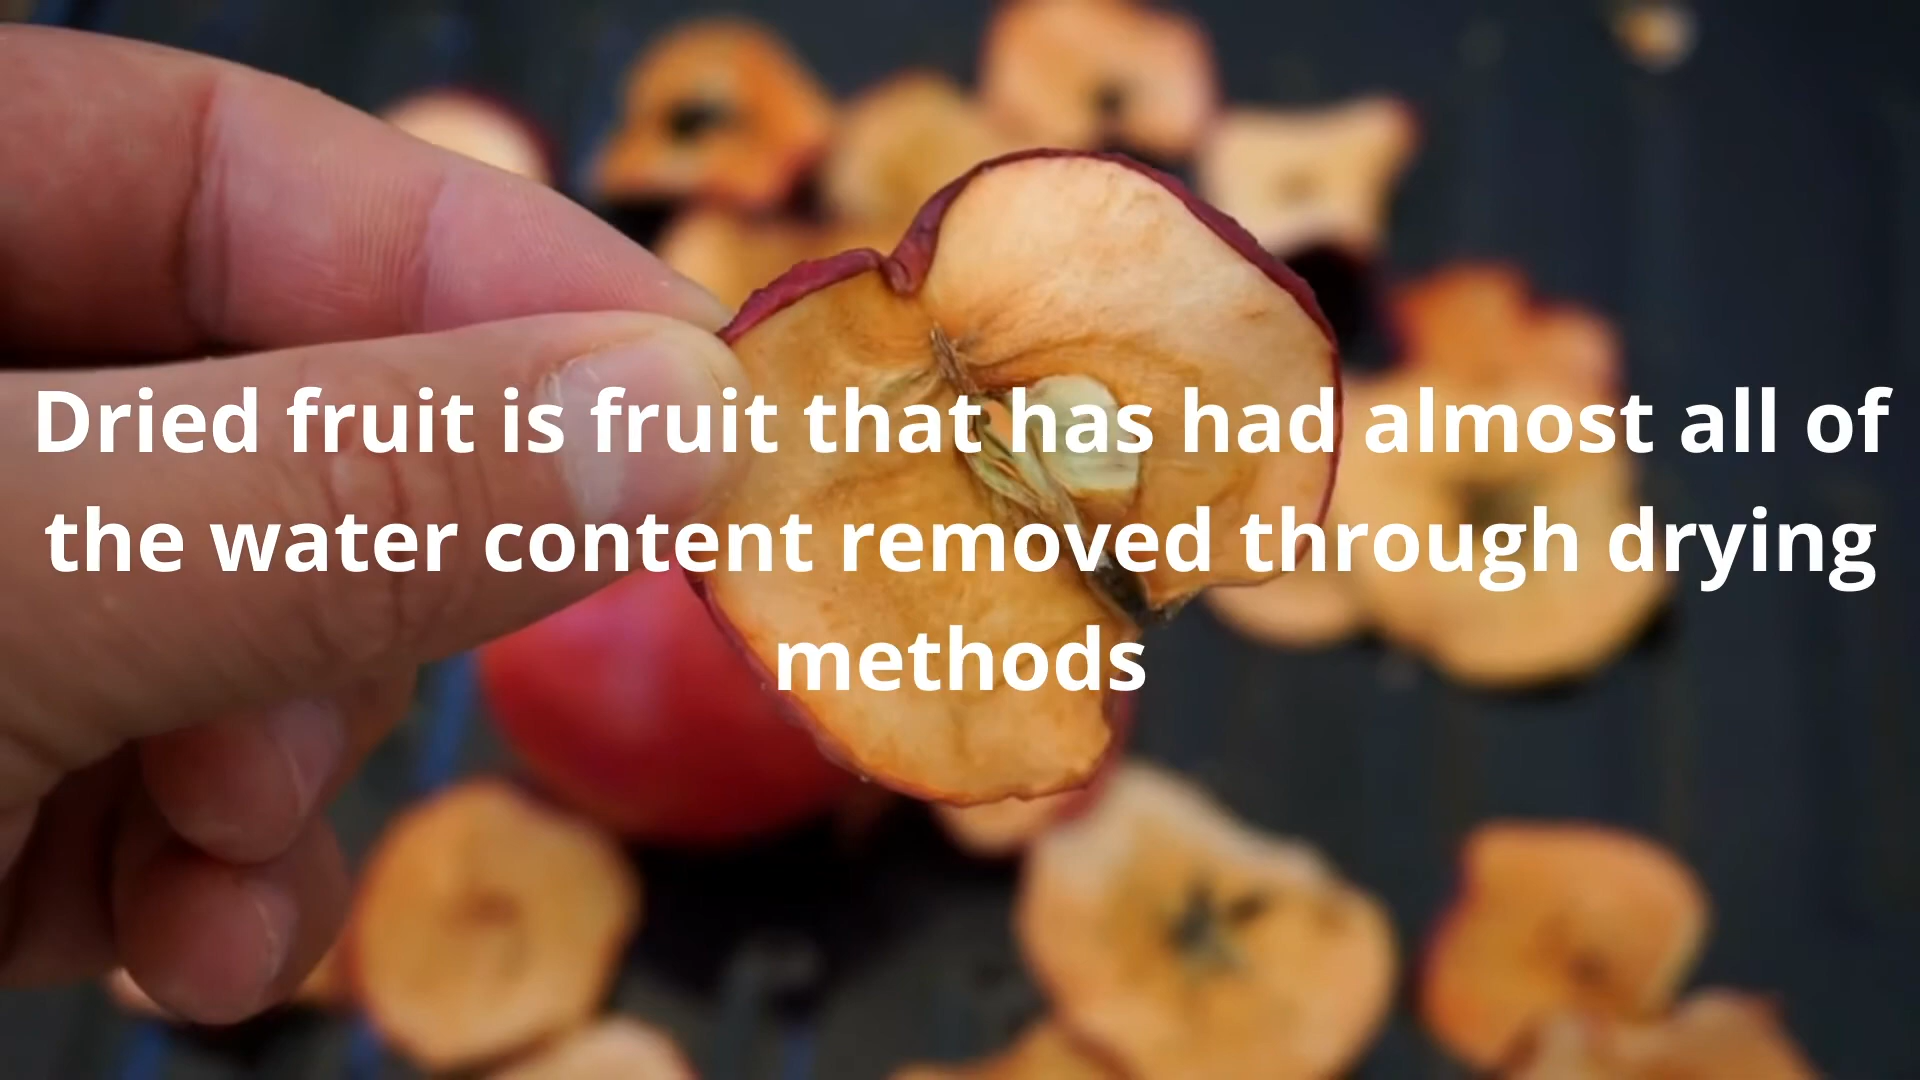 Dried fruit is fruit that has had almost all of
the water content removed through drying
methods